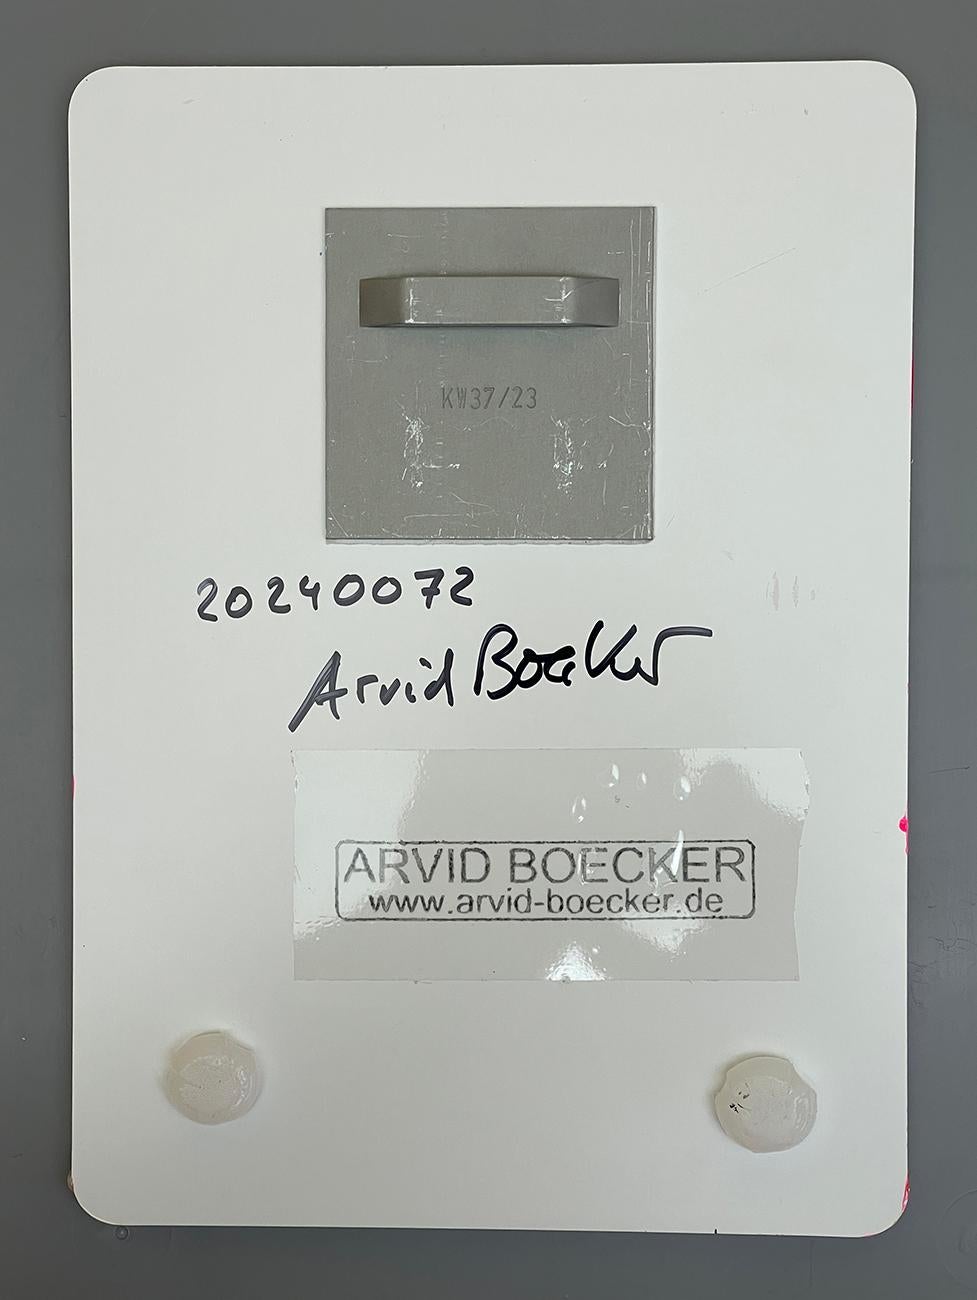 KW37/23
20240072
Arvid Boecker
ARVID BOECKER
www.arvid-boecker.de